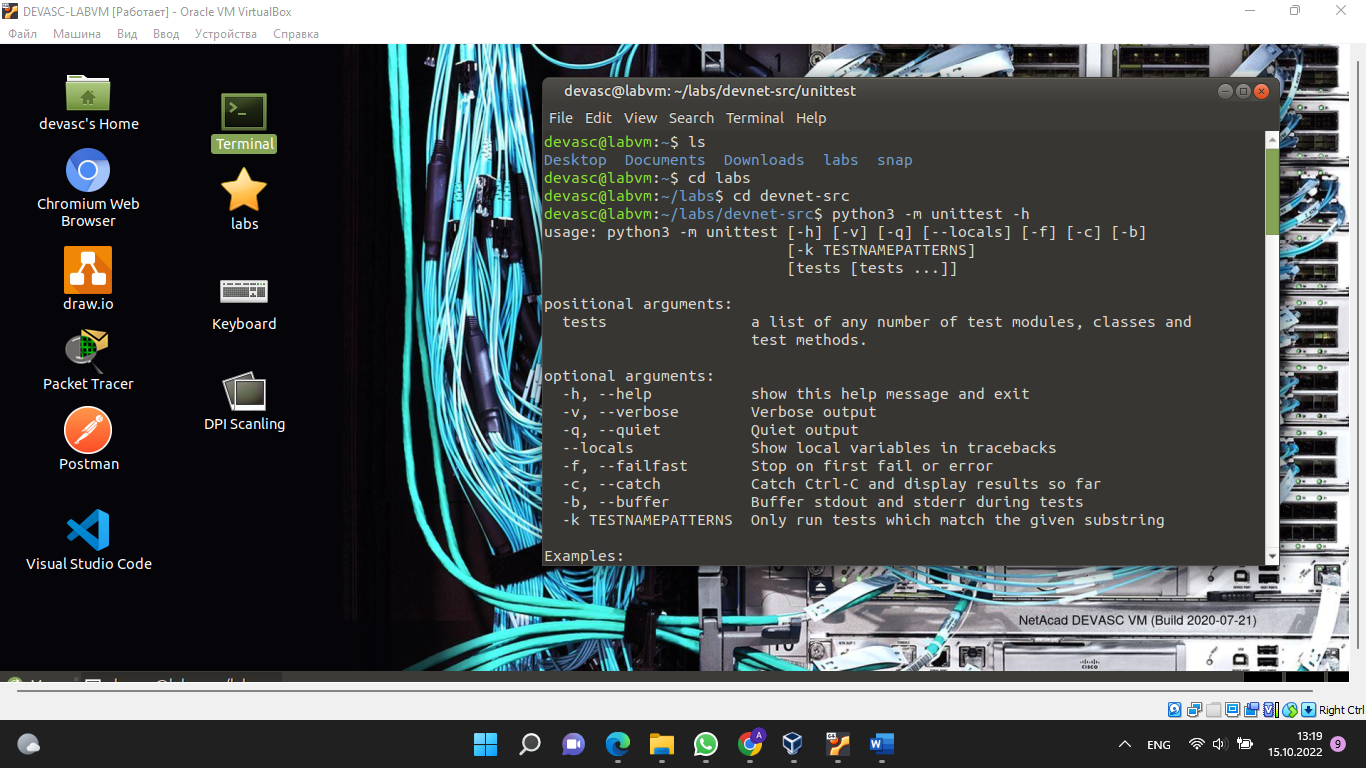 DEVASC-LABVM [Работает] - Oracle VM VirtualBox
Файл Машина Вид Ввод Устройства Справка
devasc's Home
Terminal
Chromium Web
Browser
labs
draw.io
Keyboard
Packet Tracer
DPI Scanling
Postman
Visual Studio Code
devasc@labvm: ~/labs/devnet-src/unittest
File Edit View Search Terminal Help
devasc@labvm:~$ ls
Desktop Documents Downloads labs snap
devasc@labvm:~$ cd labs
devasc@labvm:~/labs$ cd devnet-src
devasc@labvm:~/labs/devnet-src$ python3 -m unittest -h
usage: python3 -m unittest [-h] [-v] [-q] [--locals] [-f] [-c] [-b]
[-k TESTNAMEPATTERNS]
[tests [tests ...]]
positional arguments:
tests a list of any number of test modules, classes and
test methods.
optional arguments:
-h, --help show this help message and exit
-v, --verbose Verbose output
-q, --quiet Quiet output
--locals Show local variables in tracebacks
-f, --failfast Stop on first fail or error
-c, --catch Catch Ctrl-C and display results so far
-b, --buffer Buffer stdout and stderr during tests
-k TESTNAMEPATTERNS Only run tests which match the given substring
Examples:
NetAcad DEVASC VM (Build 2020-07-21)
CISCO
Right Ctrl
ENG
13:19
15.10.2022
9